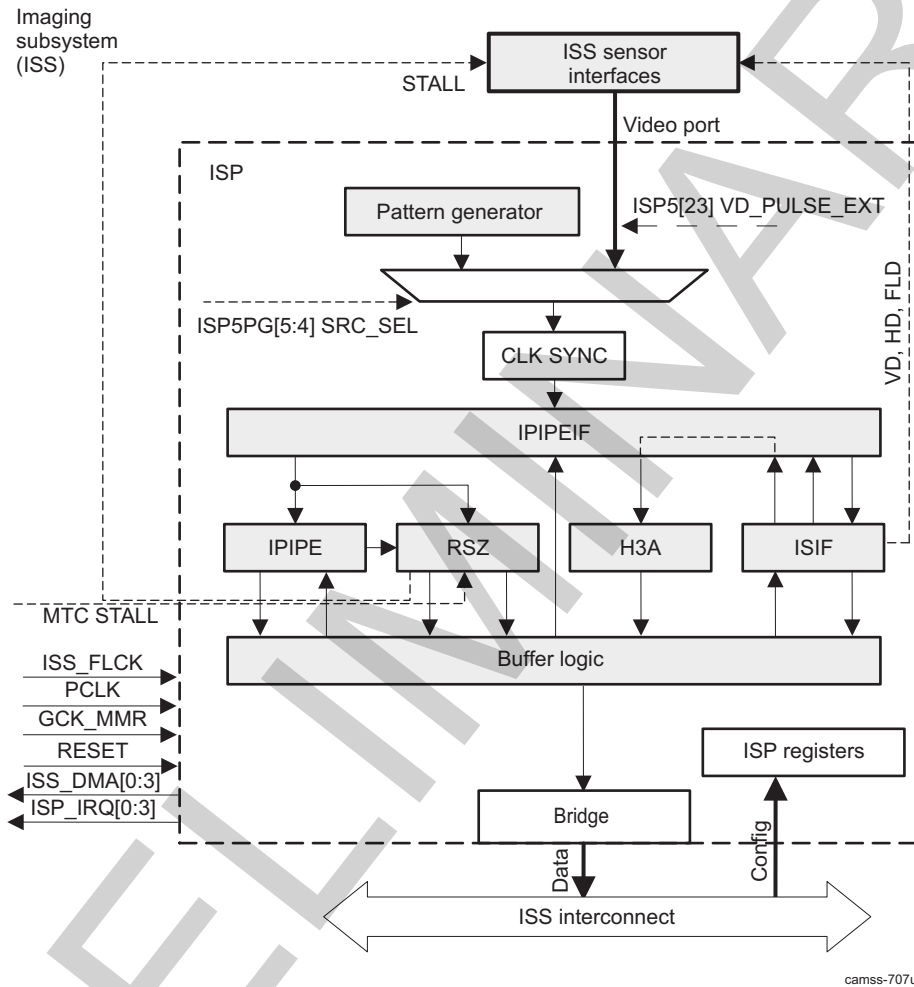 Imaging
subsystem
(ISS)
ISS sensor
interfaces
STALL
Video port
ISP
Pattern generator
ISP5[23] VD_PULSE_EXT
ISP5PG[5:4] SRC_SEL
VD, HD, FLD
CLK SYNC
IPIPEIF
IPIPE
RSZ
H3A
ISIF
MTC STALL
Buffer logic
ISS_FLCK
PCLK
GCK_MMR
RESET
ISS_DMA[0:3]
ISP_IRQ[0:3]
ISP registers
Bridge
Data
Config
ISS interconnect
camss-707u